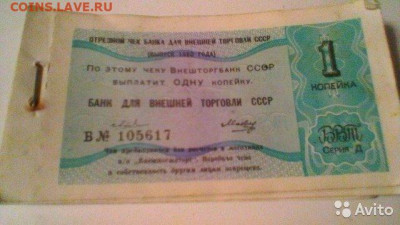 COINS.LAVE.RU
ОТРЕЗНОЙ ЧЕК БАНКА ДЛЯ ВНЕШНЕЙ ТОРГОВЛИ СССР
По этому чеку Внешторгбанк СССР
выплатит одну копейку.
БАНК ДЛЯ ВНЕШНЕЙ ТОРГОВЛИ СССР
В № 105617
1
КОПЕЙКА
ВВТ
Серия Д
Avito